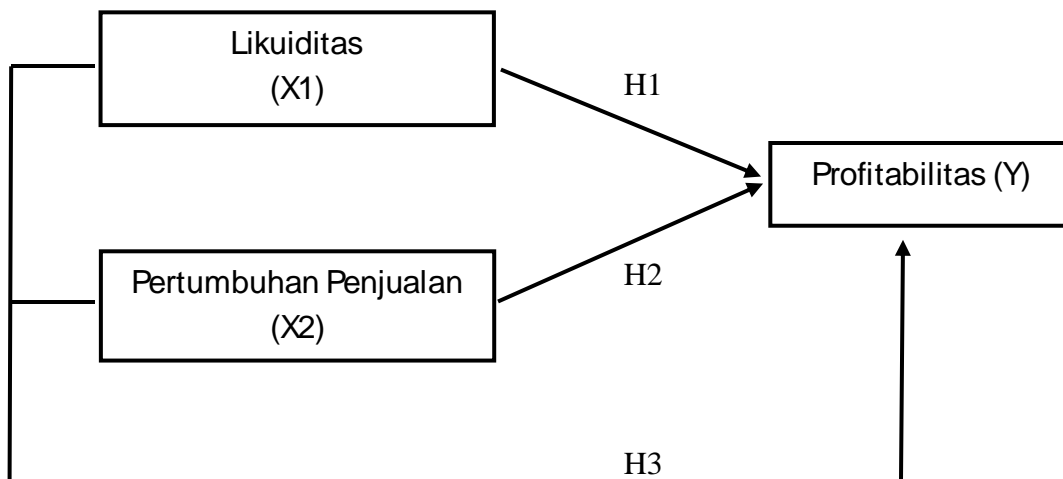 Likuiditas
(X1)
H1
Profitabilitas (Y)
Pertumbuhan Penjualan
(X2)
H2
H3